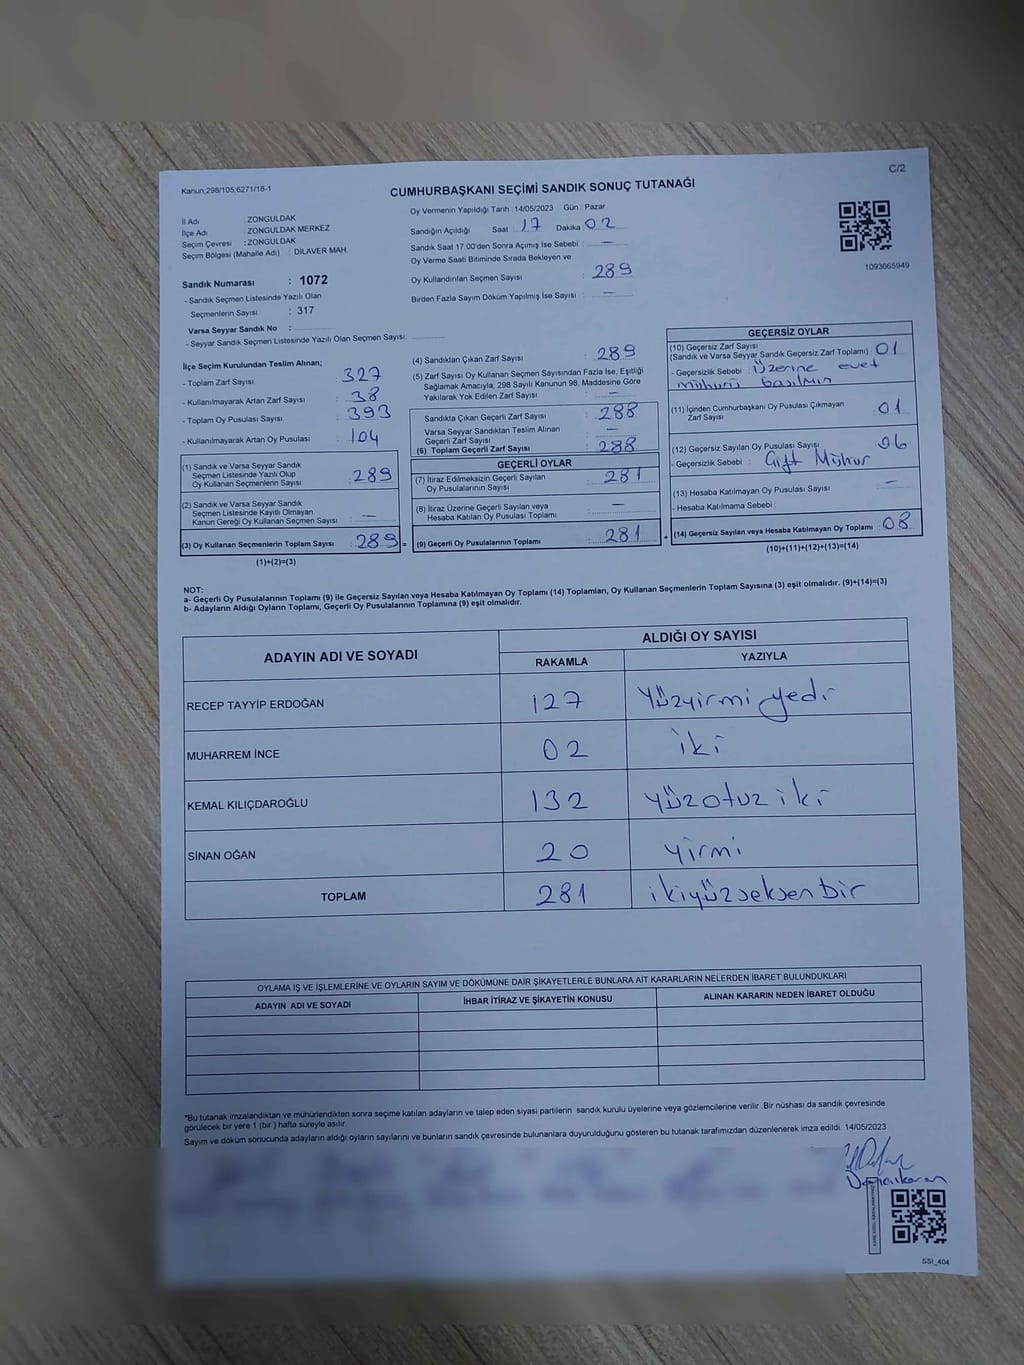 Kanun;298/105;6271/18-1
C/2
CUMHURBAŞKANI SEÇİMİ SANDIK SONUÇ TUTANAĞI
İl Adı : ZONGULDAK
İlçe Adı : ZONGULDAK MERKEZ
Seçim Çevresi : ZONGULDAK
Seçim Bölgesi (Mahalle Adı) : DİLAVER MAH.
Sandık Numarası : 1072
- Sandık Seçmen Listesinde Yazılı Olan
Seçmenlerin Sayısı : 317
Varsa Seyyar Sandık No :
- Seyyar Sandık Seçmen Listesinde Yazılı Olan Seçmen Sayısı:
Oy Vermenin Yapıldığı Tarih : 14/05/2023 Gün : Pazar
Sandığın Açıldığı Saat : 17 Dakika : 02
Sandık Saat 17.00'den Sonra Açımış İse Sebebi : —
Oy Verme Saati Bitiminde Sırada Bekleyen ve
Oy Kullandırılan Seçmen Sayısı : 289
Birden Fazla Sayım Döküm Yapılmış İse Sayısı : —
1093665949
İlçe Seçim Kurulundan Teslim Alınan;
- Toplam Zarf Sayısı : 327
- Kullanılmayarak Artan Zarf Sayısı : 38
- Toplam Oy Pusulası Sayısı : 393
- Kullanılmayarak Artan Oy Pusulası : 104
(1) Sandık ve Varsa Seyyar Sandık
Seçmen Listesinde Yazılı Olup
Oy Kullanan Seçmenlerin Sayısı : 289
(2) Sandık ve Varsa Seyyar Sandık
Seçmen Listesinde Kayıtlı Olmayan
Kanun Gereği Oy Kullanan Seçmen Sayısı : —
(3) Oy Kullanan Seçmenlerin Toplam Sayısı : 289 =
(1)+(2)=(3)
(4) Sandıktan Çıkan Zarf Sayısı : 289
(5) Zarf Sayısı Oy Kullanan Seçmen Sayısından Fazla İse, Eşitliği
Sağlamak Amacıyla; 298 Sayılı Kanunun 98. Maddesine Göre
Yakılarak Yok Edilen Zarf Sayısı : —
Sandıkta Çıkan Geçerli Zarf Sayısı : 288
Varsa Seyyar Sandıktan Teslim Alınan
Geçerli Zarf Sayısı : —
(6) Toplam Geçerli Zarf Sayısı : 288
GEÇERLİ OYLAR
(7) İtiraz Edilmeksizin Geçerli Sayılan
Oy Pusulalarının Sayısı : 281
(8) İtiraz Üzerine Geçerli Sayılan veya
Hesaba Katılan Oy Pusulası Toplamı : —
(9) Geçerli Oy Pusulalarının Toplamı : 281 +
GEÇERSİZ OYLAR
(10) Geçersiz Zarf Sayısı
(Sandık ve Varsa Seyyar Sandık Geçersiz Zarf Toplamı) : 01
- Geçersizlik Sebebi : üzerine evet
mührü basılmış
(11) İçinden Cumhurbaşkanı Oy Pusulası Çıkmayan
Zarf Sayısı : 01
(12) Geçersiz Sayılan Oy Pusulası Sayısı : 06
- Geçersizlik Sebebi : Çift Mühür
(13) Hesaba Katılmayan Oy Pusulası Sayısı : —
- Hesaba Katılmama Sebebi :
(14) Geçersiz Sayılan veya Hesaba Katılmayan Oy Toplamı : 08
(10)+(11)+(12)+(13)=(14)
NOT:
a- Geçerli Oy Pusulalarının Toplamı (9) ile Geçersiz Sayılan veya Hesaba Katılmayan Oy Toplamı (14) Toplamları, Oy Kullanan Seçmenlerin Toplam Sayısına (3) eşit olmalıdır. (9)+(14)=(3)
b- Adayların Aldığı Oyların Toplamı, Geçerli Oy Pusulalarının Toplamına (9) eşit olmalıdır.
ADAYIN ADI VE SOYADI ALDIĞI OY SAYISI
RAKAMLA YAZIYLA
RECEP TAYYİP ERDOĞAN 127 Yüzyirmi yedi
MUHARREM İNCE 02 iki
KEMAL KILIÇDAROĞLU 132 yüzotuz iki
SİNAN OĞAN 20 yirmi
TOPLAM 281 ikiyüzseksenbir
OYLAMA İŞ VE İŞLEMLERİNE VE OYLARIN SAYIM VE DÖKÜMÜNE DAİR ŞİKAYETLERLE BUNLARA AİT KARARLARIN NELERDEN İBARET BULUNDUKLARI
ADAYIN ADI VE SOYADI İHBAR İTİRAZ VE ŞİKAYETİN KONUSU ALINAN KARARIN NEDEN İBARET OLDUĞU
*Bu tutanak imzalandıktan ve mühürlendikten sonra seçime katılan adayların ve talep eden siyasi partilerin sandık kurulu üyelerine veya gözlemcilerine verilir. Bir nüshası da sandık çevresinde
görülecek bir yere 1 (bir) hafta süreyle asılır.
Sayım ve döküm sonucunda adayların aldığı oyların sayılarını ve bunların sandık çevresinde bulunanlara duyurulduğunu gösteren bu tutanak tarafımızdan düzenlenerek imza edildi. 14/05/2023
SSI_404